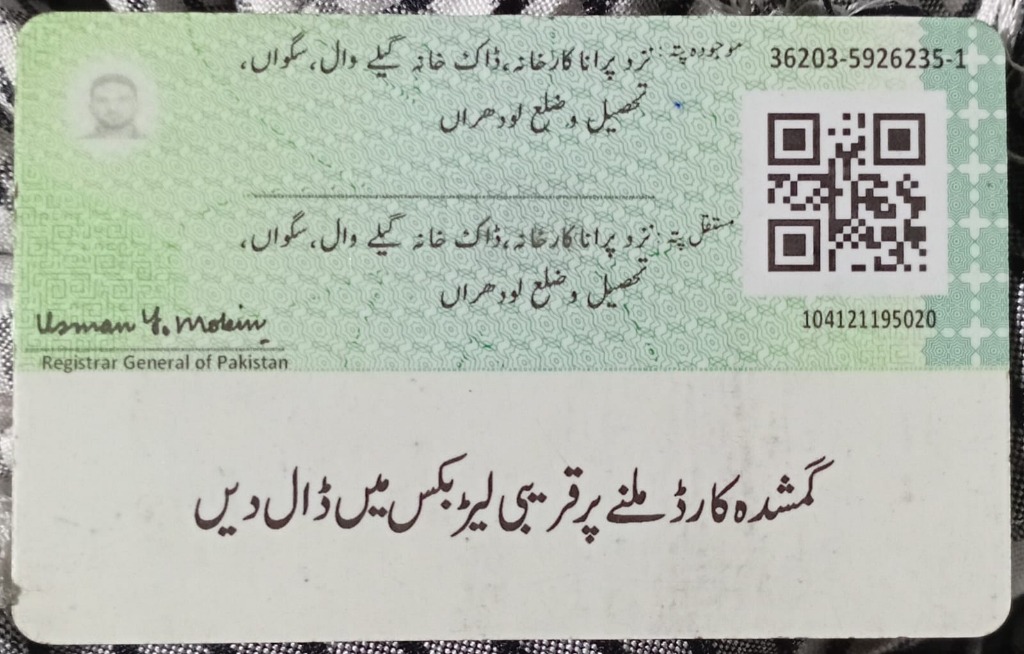 36203-5926235-1
موجودہ پتہ: نزد پرانا کارخانہ، ڈاک خانہ گیلے وال، سگواں،
تحصیل و ضلع لودھراں
مستقل پتہ: نزد پرانا کارخانہ، ڈاک خانہ گیلے وال، سگواں،
تحصیل و ضلع لودھراں
104121195020
Usman Y. Mobin
Registrar General of Pakistan
گمشدہ کارڈ ملنے پر قریبی لیٹر بکس میں ڈال دیں